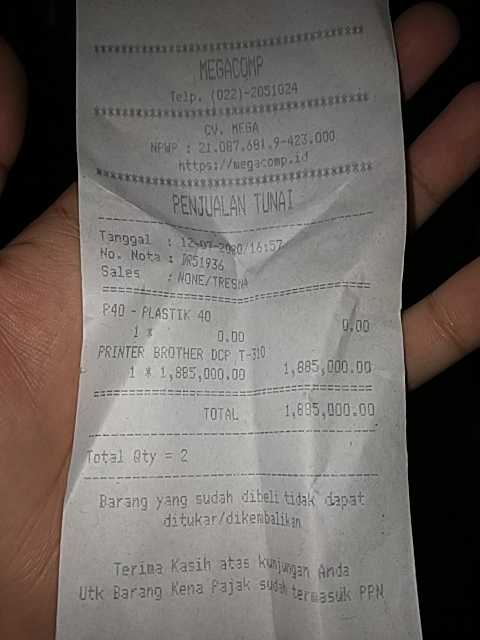 ****************************************
MEGACOMP
Telp. (022)-2051024
****************************************
CV. MEGA
NPWP : 21.087.681.9-423.000
https://megacomp.id
****************************************
PENJUALAN TUNAI
----------------------------------------
Tanggal : 12-07-2020/16:57
No. Nota : DR51936
Sales : NONE/TRESNA
========================================
P40 - PLASTIK 40
1 * 0.00 0.00
PRINTER BROTHER DCP T-310
1 * 1,885,000.00 1,885,000.00
========================================
TOTAL 1,885,000.00
----------------------------------------
Total Qty = 2
----------------------------------------
Barang yang sudah dibeli tidak dapat
ditukar/dikembalikan
Terima Kasih atas kunjungan Anda
Utk Barang Kena Pajak sudah termasuk PPN